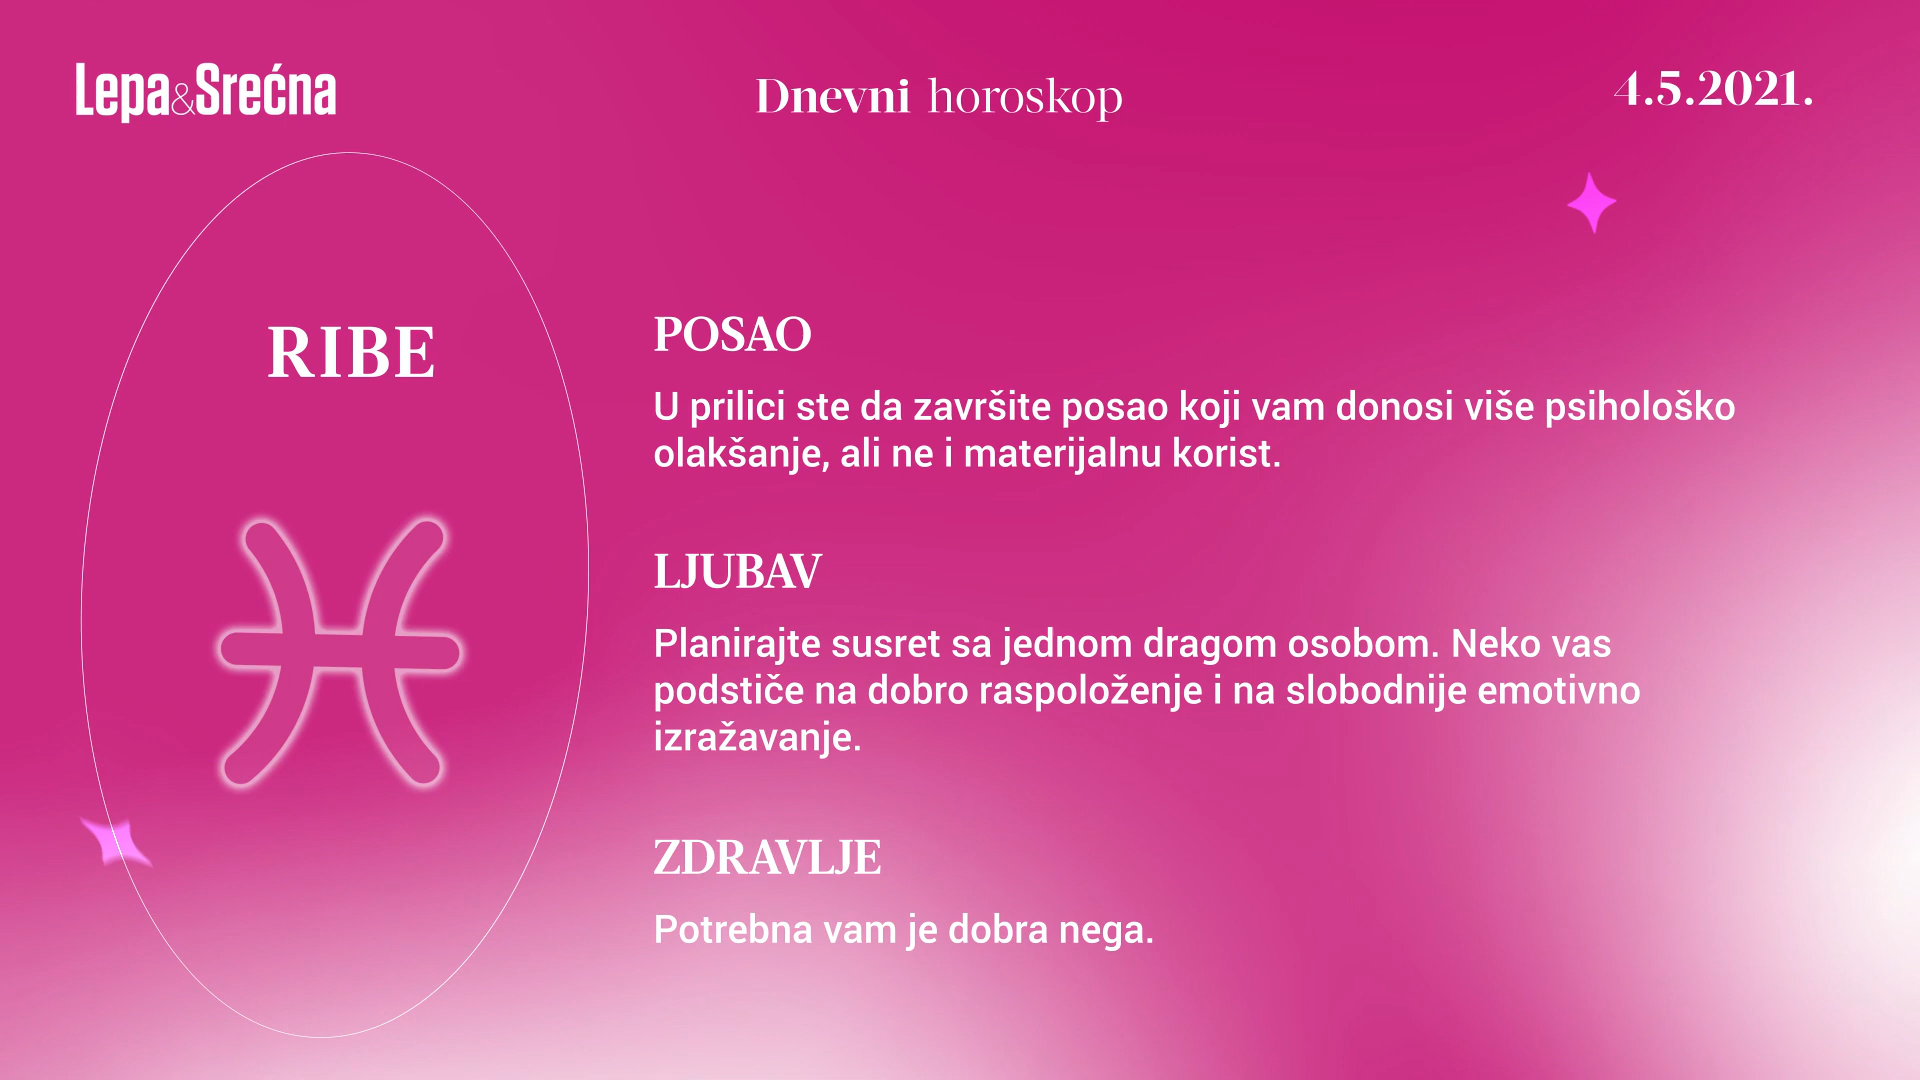 Lepa&Srećna
Dnevni horoskop
4.5.2021.
RIBE
POSAO
U prilici ste da završite posao koji vam donosi više psihološko
olakšanje, ali ne i materijalnu korist.
LJUBAV
Planirajte susret sa jednom dragom osobom. Neko vas
podstiče na dobro raspoloženje i na slobodnije emotivno
izražavanje.
ZDRAVLJE
Potrebna vam je dobra nega.